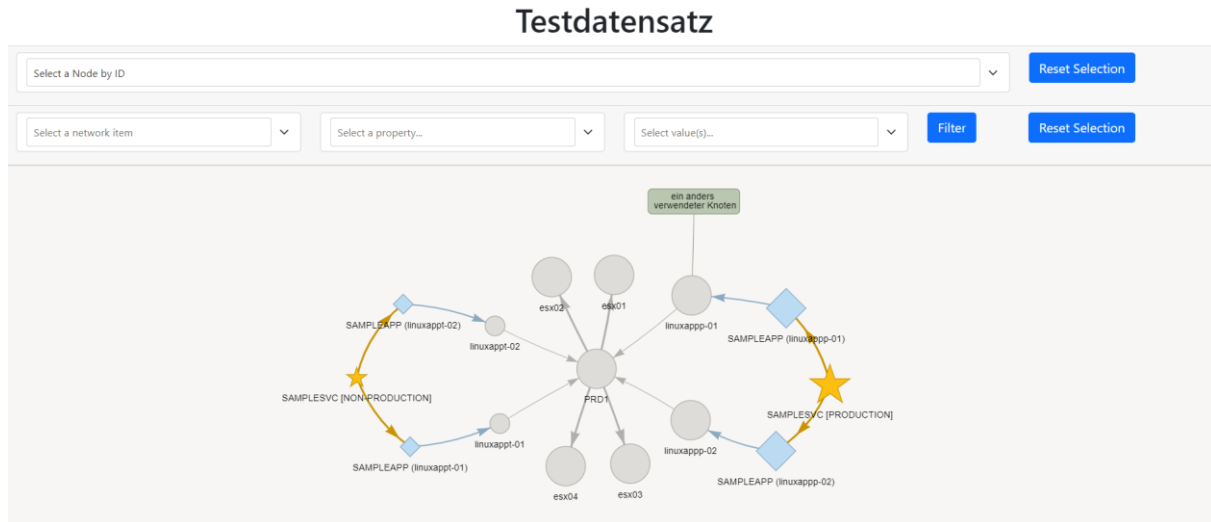 Testdatensatz
Select a Node by ID
Reset Selection
Select a network item
Select a property...
Select value(s)...
Filter
Reset Selection
ein anders
verwendeter Knoten
esx02
esx01
linuxappp-01
SAMPLEAPP (linuxappt-02)
SAMPLEAPP (linuxappp-01)
linuxappt-02
SAMPLESVC [NON-PRODUCTION]
PRD1
SAMPLESVC [PRODUCTION]
linuxappt-01
linuxappp-02
SAMPLEAPP (linuxappt-01)
SAMPLEAPP (linuxappp-02)
esx04
esx03